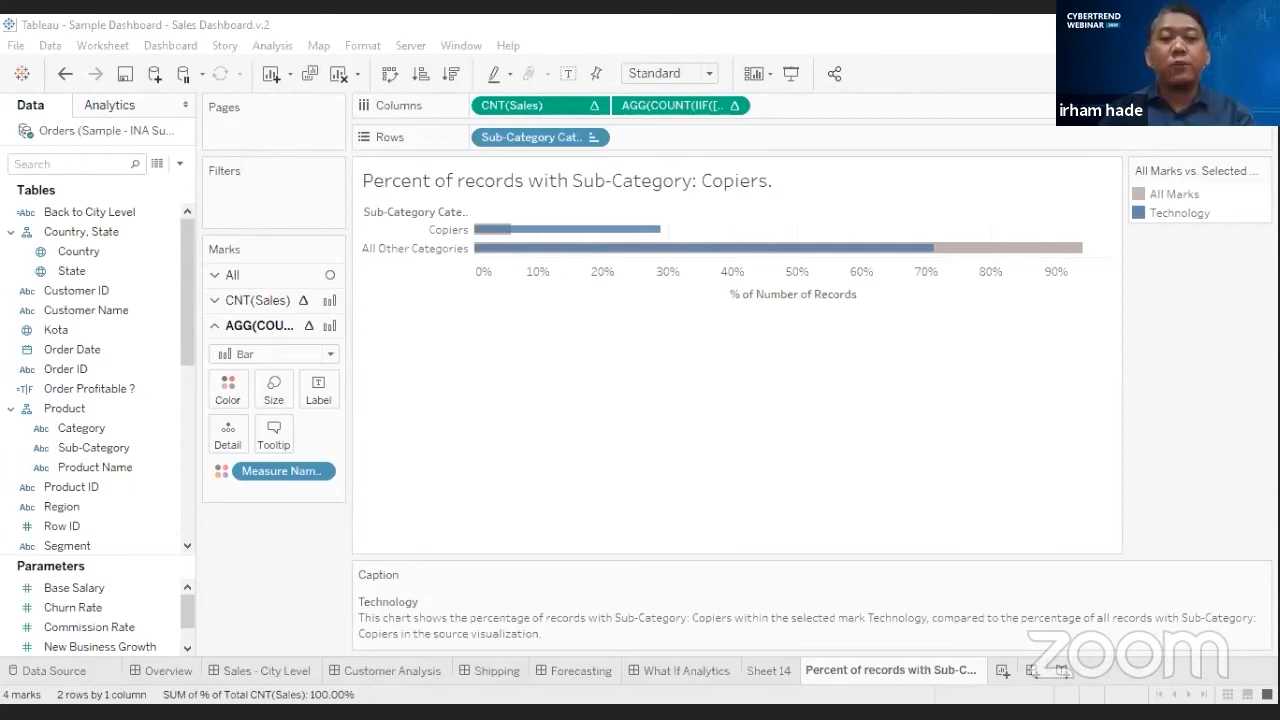 Tableau - Sample Dashboard - Sales Dashboard.v.2
File Data Worksheet Dashboard Story Analysis Map Format Server Window Help
Standard
CYBERTREND
WEBINAR
irham hade
Data Analytics
Orders (Sample - INA Su...
Search
Tables
=Abc Back to City Level
Country, State
Country
State
Abc Customer ID
Abc Customer Name
Kota
Order Date
Abc Order ID
=T|F Order Profitable ?
Product
Abc Category
Abc Sub-Category
Abc Product Name
Abc Product ID
Abc Region
# Row ID
Abc Segment
Parameters
# Base Salary
# Churn Rate
# Commission Rate
# New Business Growth
Pages
Filters
Marks
All
CNT(Sales)
AGG(COU...
Bar
Color Size Label
Detail Tooltip
Measure Nam..
Columns CNT(Sales) AGG(COUNT(IIF([..
Rows Sub-Category Cat..
Percent of records with Sub-Category: Copiers.
Sub-Category Cate..
Copiers
All Other Categories
0% 10% 20% 30% 40% 50% 60% 70% 80% 90%
% of Number of Records
All Marks vs. Selected ...
All Marks
Technology
Caption
Technology
This chart shows the percentage of records with Sub-Category: Copiers within the selected mark Technology, compared to the percentage of all records with Sub-Category:
Copiers in the source visualization.
zoom
Data Source Overview Sales - City Level Customer Analysis Shipping Forecasting What If Analytics Sheet 14 Percent of records with Sub-C...
4 marks 2 rows by 1 column SUM of % of Total CNT(Sales): 100.00%